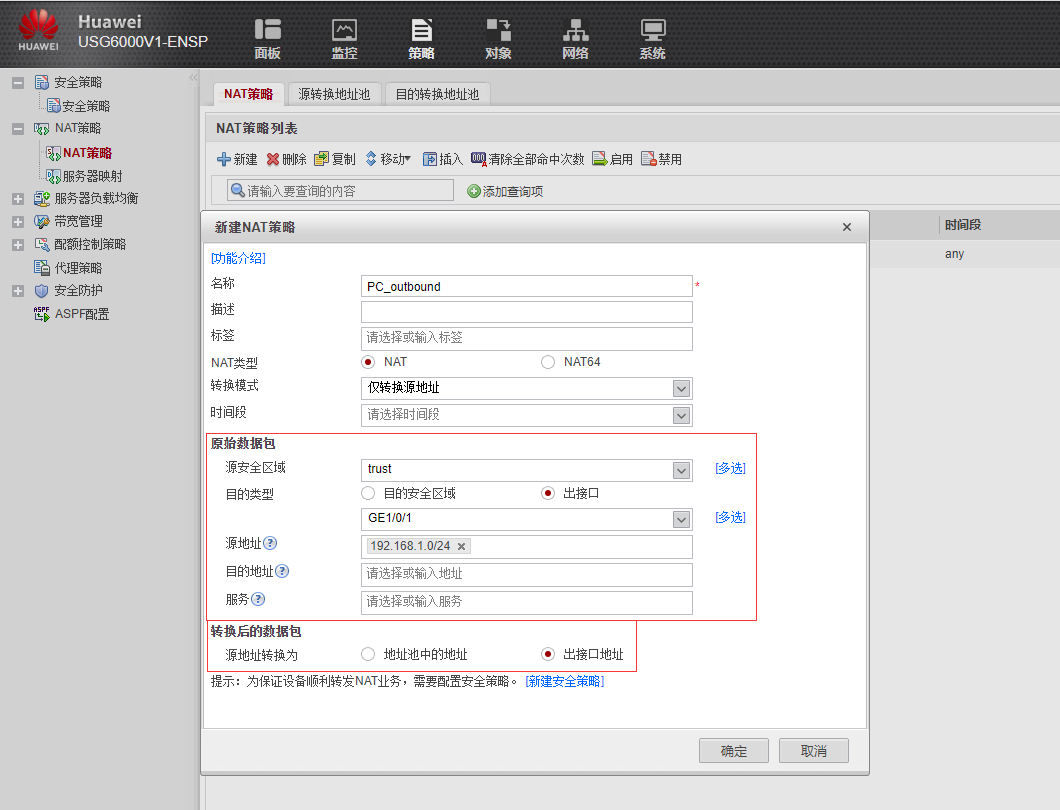 HUAWEI
Huawei
USG6000V1-ENSP
面板
监控
策略
对象
网络
系统
安全策略
安全策略
NAT策略
NAT策略
服务器映射
服务器负载均衡
带宽管理
配额控制策略
代理策略
安全防护
ASPF配置
NAT策略 源转换地址池 目的转换地址池
NAT策略列表
新建 删除 复制 移动 插入 清除全部命中次数 启用 禁用
请输入要查询的内容 添加查询项
时间段
any
新建NAT策略
[功能介绍]
名称 PC_outbound *
描述
标签 请选择或输入标签
NAT类型 NAT NAT64
转换模式 仅转换源地址
时间段 请选择时间段
原始数据包
源安全区域 trust [多选]
目的类型 目的安全区域 出接口
GE1/0/1 [多选]
源地址 192.168.1.0/24
目的地址 请选择或输入地址
服务 请选择或输入服务
转换后的数据包
源地址转换为 地址池中的地址 出接口地址
提示：为保证设备顺利转发NAT业务，需要配置安全策略。 [新建安全策略]
确定 取消